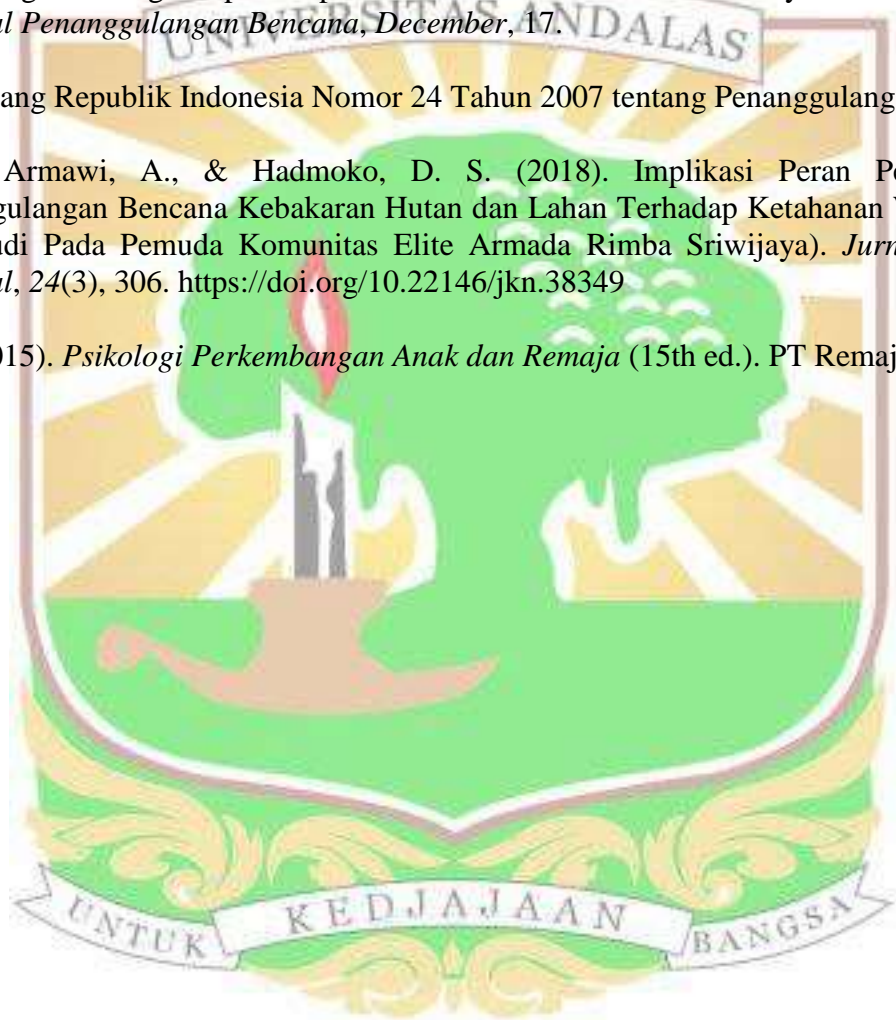 al Penanggulangan Bencana, December, 17.
UNIVERSITAS ANDALAS
ang Republik Indonesia Nomor 24 Tahun 2007 tentang Penanggulang
Armawi, A., & Hadmoko, D. S. (2018). Implikasi Peran Pe
gulangan Bencana Kebakaran Hutan dan Lahan Terhadap Ketahanan
udi Pada Pemuda Komunitas Elite Armada Rimba Sriwijaya). Jurn
al, 24(3), 306. https://doi.org/10.22146/jkn.38349
015). Psikologi Perkembangan Anak dan Remaja (15th ed.). PT Remaj
UNTUK KEDJAJAAN BANGSA